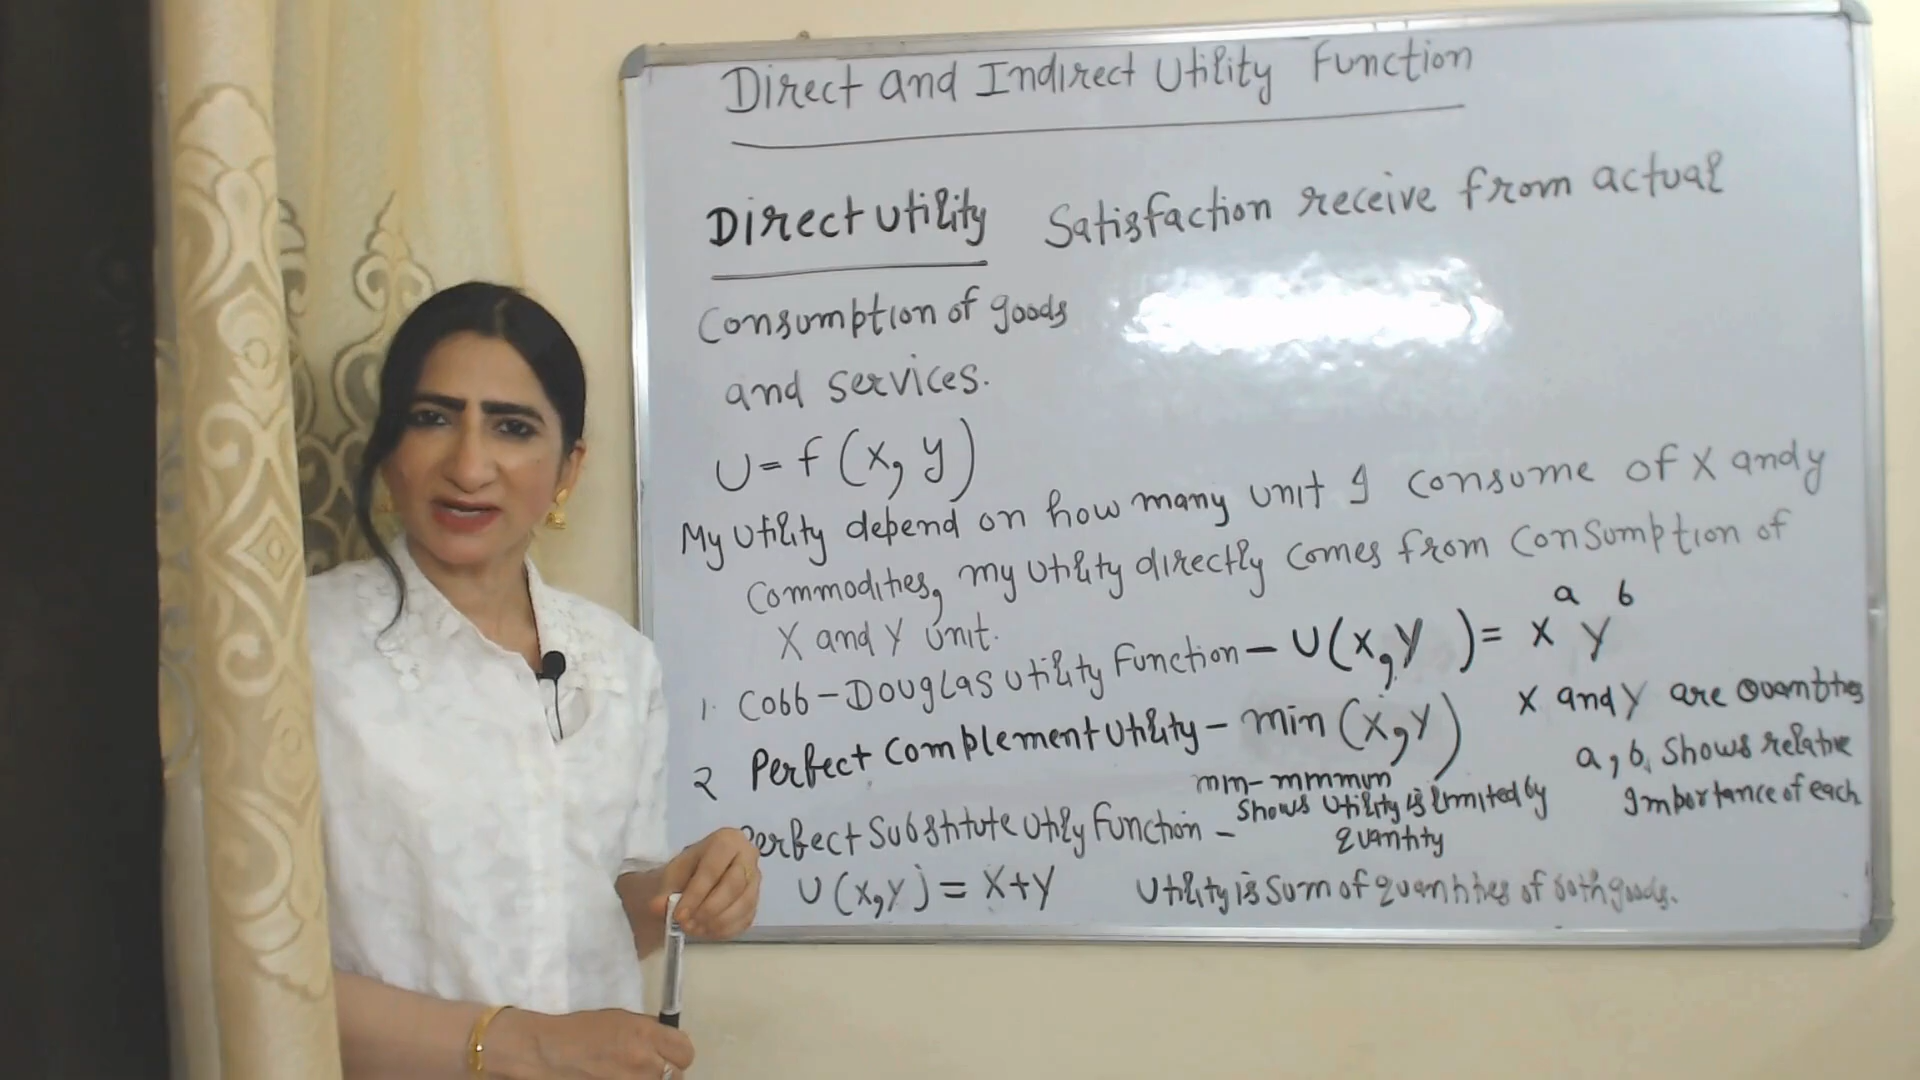 Direct and Indirect Utility Function
Direct Utility Satisfaction receive from actual
Consumption of goods
and services.
U = f (x, y)
My Utility depend on how many unit I consume of X and y
Commodities, my utility directly comes from consumption of
X and Y unit.
1. Cobb-Douglas utility Function - U(x,y) = x^a y^b
2 Perfect complement utility - min (x,y)
X and Y are Quantities
a, b, Shows relative
Importance of each
min - minimum
Shows utility is limited by
quantity
Perfect Substitute Utily Function -
U (x,y) = x+y Utility is Sum of quantities of both goods.